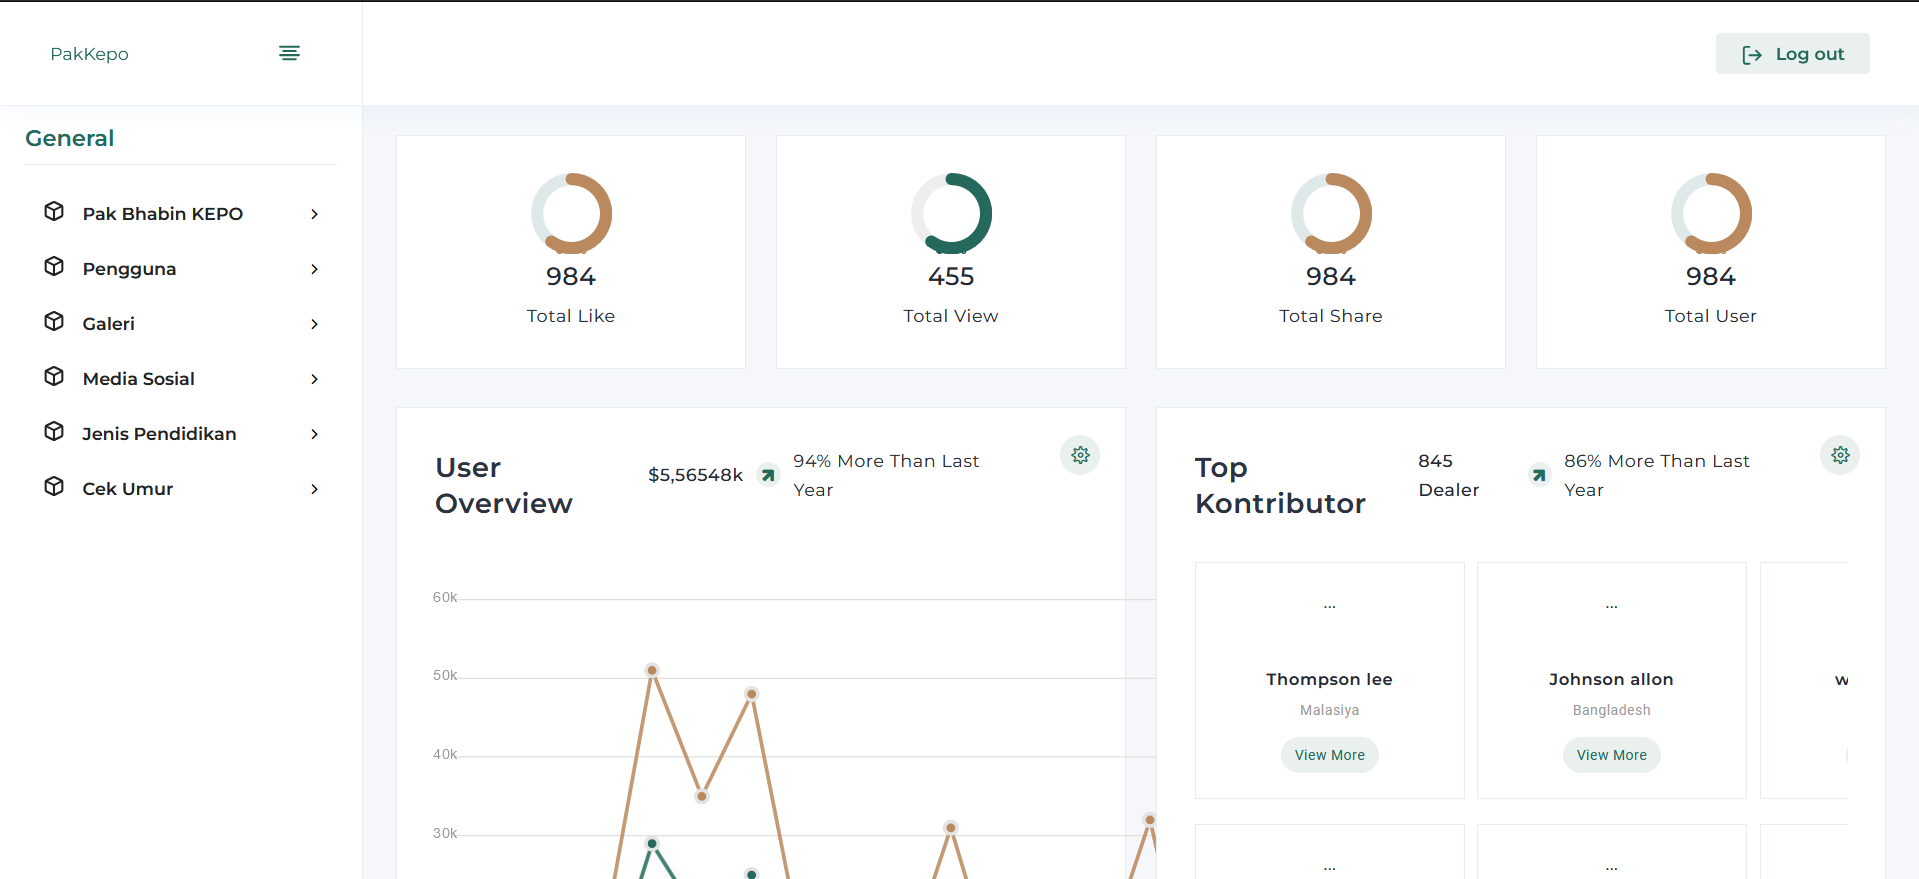 PakKepo
Log out
General
Pak Bhabin KEPO
Pengguna
Galeri
Media Sosial
Jenis Pendidikan
Cek Umur
984
Total Like
455
Total View
984
Total Share
984
Total User
User
Overview
$5,56548k
94% More Than Last
Year
60k
50k
40k
30k
Top
Kontributor
845
Dealer
86% More Than Last
Year
...
Thompson lee
Malasiya
View More
...
Johnson allon
Bangladesh
View More
...
...